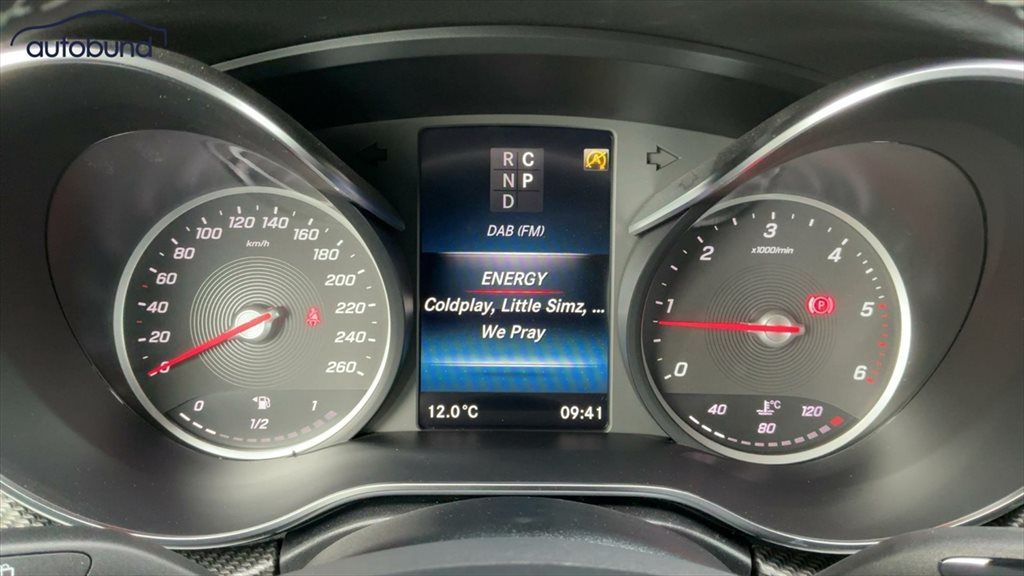 autobund
R C
N P
D
DAB (FM)
ENERGY
Coldplay, Little Simz, ...
We Pray
12.0°C
09:41
0
20
40
60
80
100
120
140
160
180
200
220
240
260
km/h
0
1/2
1
0
1
2
3
4
5
6
x1000/min
P
°C
40
80
120